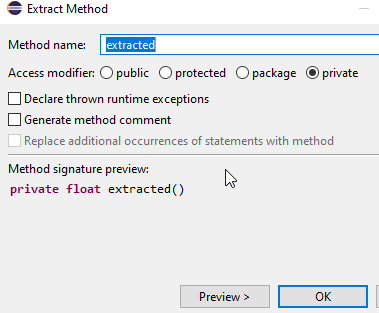 Extract Method
Method name: extracted
Access modifier: public protected package private
Declare thrown runtime exceptions
Generate method comment
Replace additional occurrences of statements with method
Method signature preview:
private float extracted()
Preview > OK